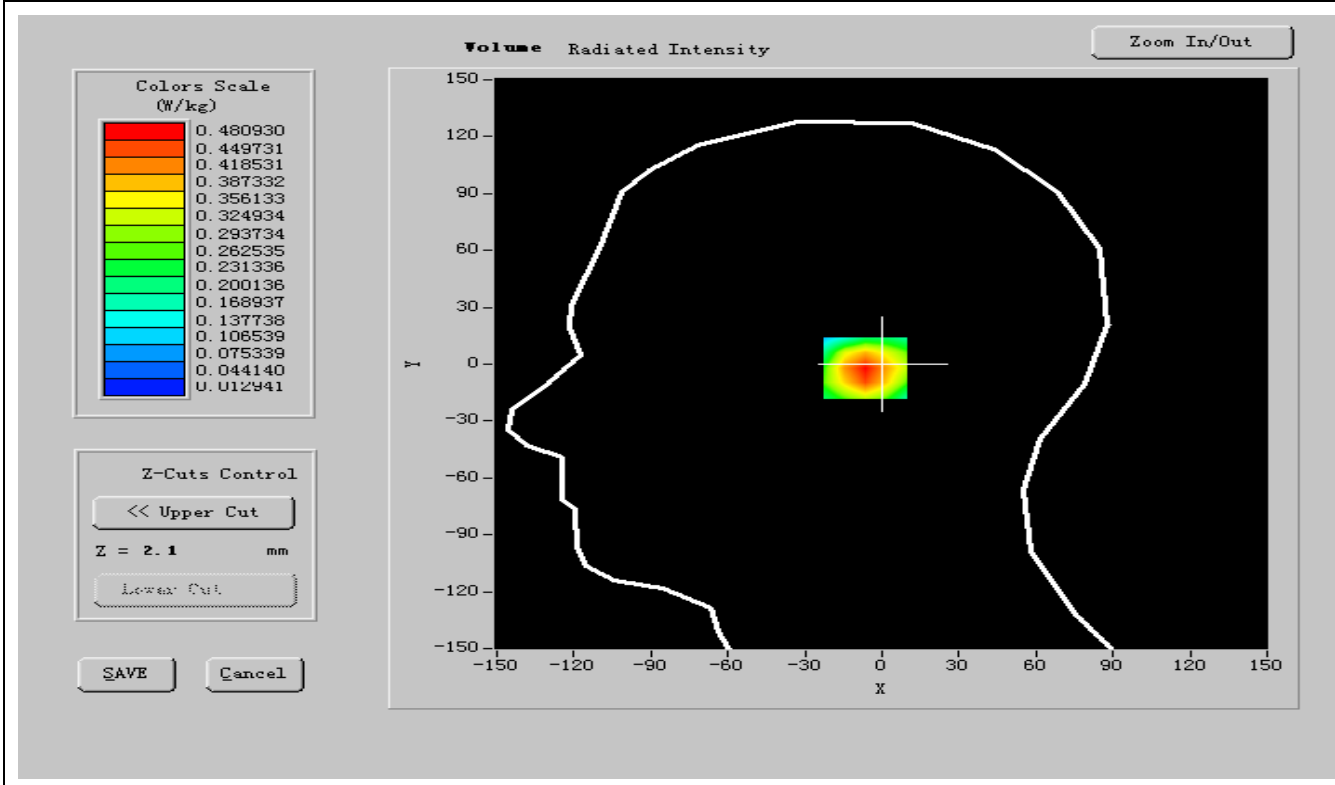 Volume Radiated Intensity
Zoom In/Out
Colors Scale
(W/kg)
0.480930
0.449731
0.418531
0.387332
0.356133
0.324934
0.293734
0.262535
0.231336
0.200136
0.168937
0.137738
0.106539
0.075339
0.044140
0.012941
Z-Cuts Control
<< Upper Cut
Z = 2.1 mm
Lower Cut
SAVE
Cancel
150
120
90
60
30
0
-30
-60
-90
-120
-150
Y
-150 -120 -90 -60 -30 0 30 60 90 120 150
X